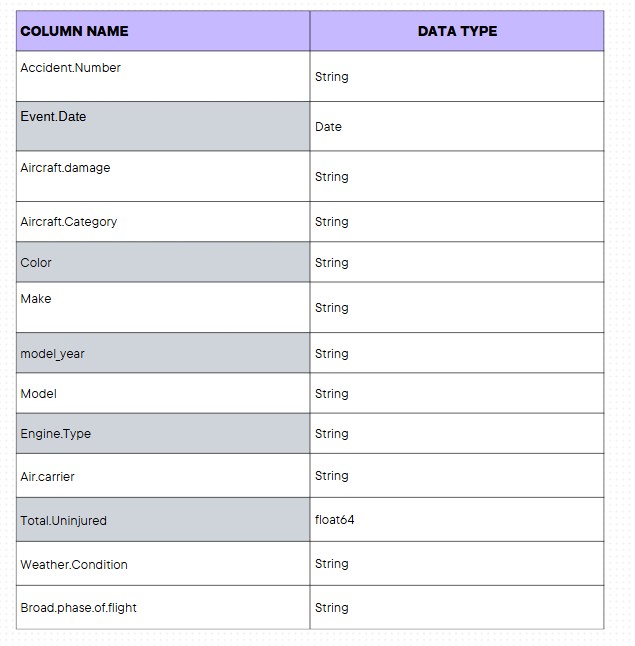 COLUMN NAME DATA TYPE
Accident.Number String
Event.Date Date
Aircraft.damage String
Aircraft.Category String
Color String
Make String
model_year String
Model String
Engine.Type String
Air.carrier String
Total.Uninjured float64
Weather.Condition String
Broad.phase.of.flight String